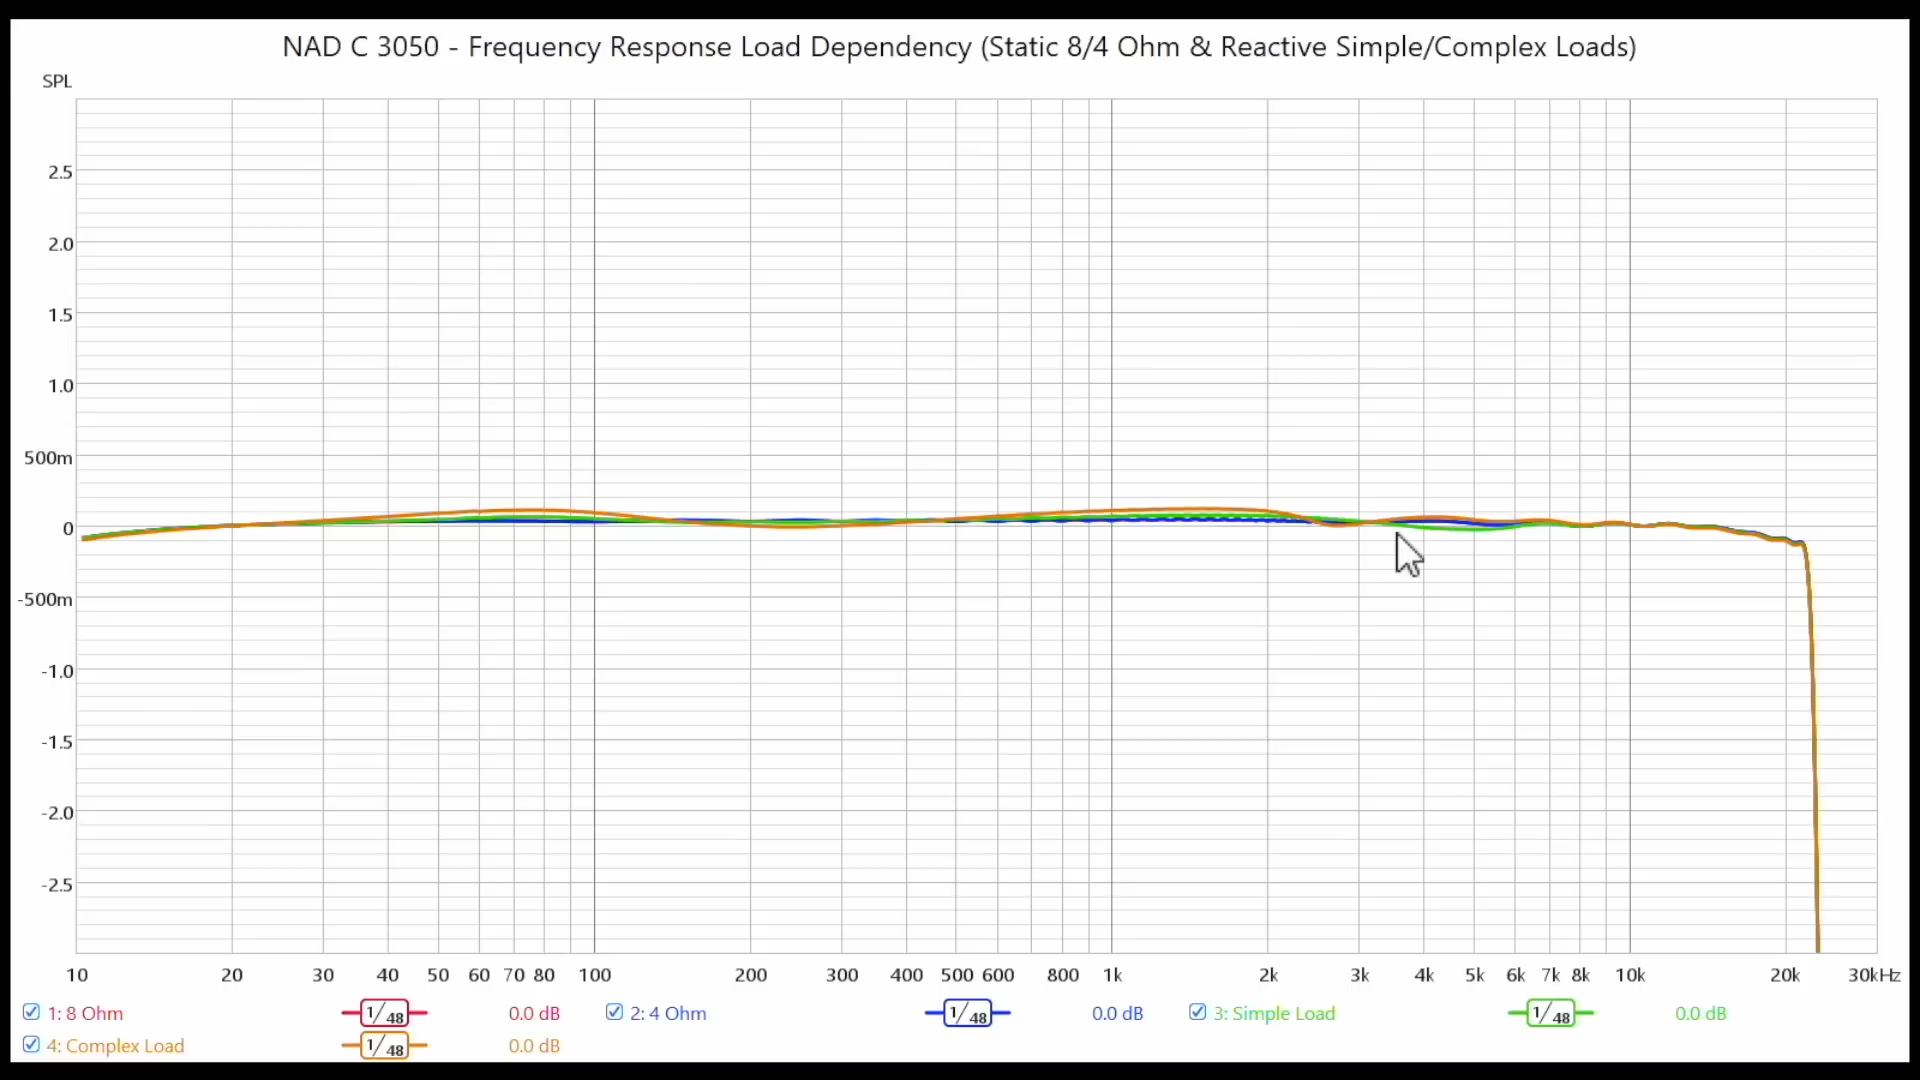 NAD C 3050 - Frequency Response Load Dependency (Static 8/4 Ohm & Reactive Simple/Complex Loads)
SPL
2.5
2.0
1.5
1.0
500m
0
-500m
-1.0
-1.5
-2.0
-2.5
10 20 30 40 50 60 70 80 100 200 300 400 500 600 800 1k 2k 3k 4k 5k 6k 7k 8k 10k 20k 30kHz
1: 8 Ohm 1/48 0.0 dB 2: 4 Ohm 1/48 0.0 dB 3: Simple Load 1/48 0.0 dB
4: Complex Load 1/48 0.0 dB